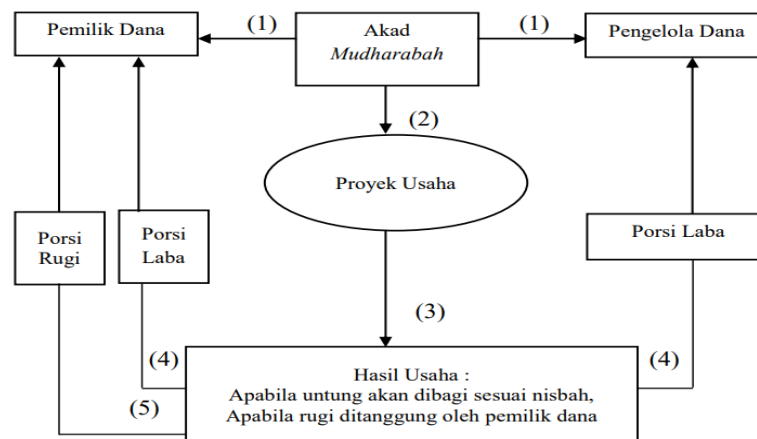 Pemilik Dana
(1)
Akad
Mudharabah
(1)
Pengelola Dana
(2)
Proyek Usaha
Porsi
Rugi
Porsi
Laba
Porsi Laba
(3)
(4)
(4)
(5)
Hasil Usaha :
Apabila untung akan dibagi sesuai nisbah,
Apabila rugi ditanggung oleh pemilik dana